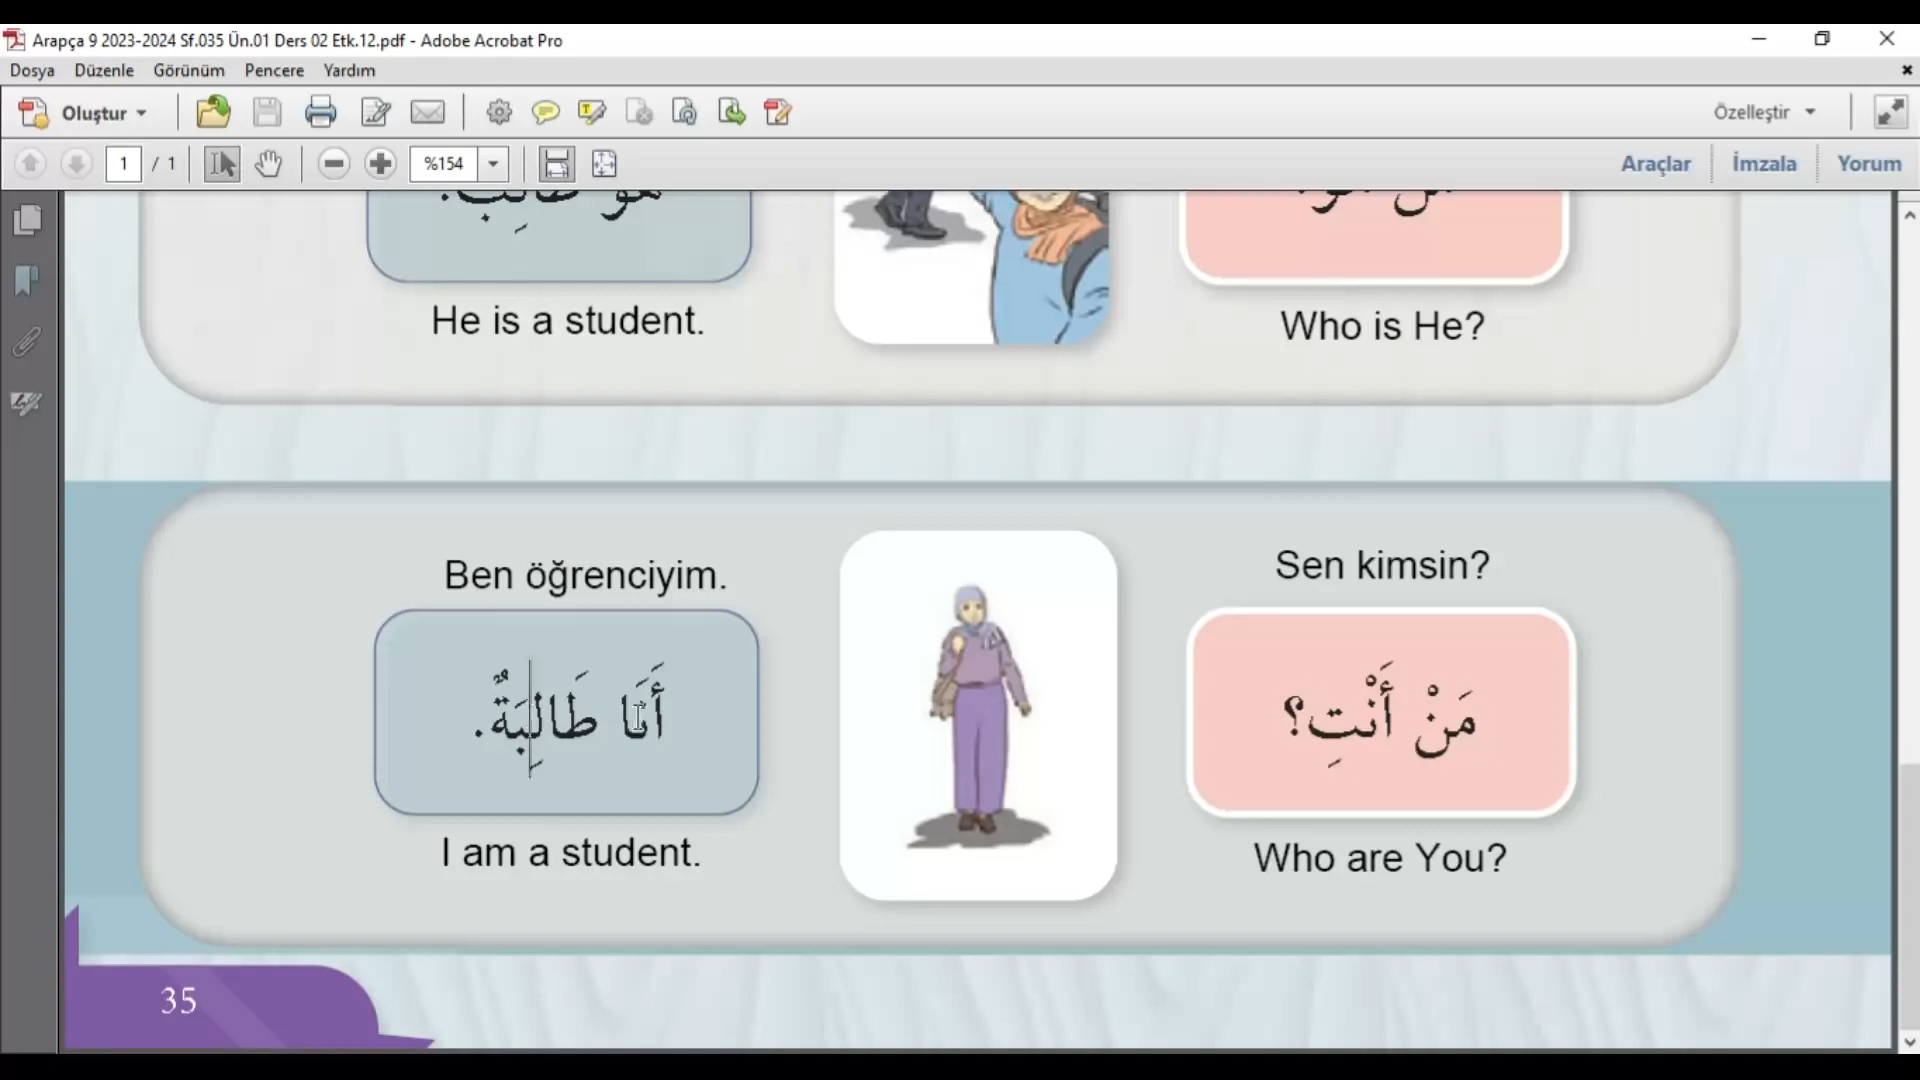 Arapça 9 2023-2024 Sf.035 Ün.01 Ders 02 Etk.12.pdf - Adobe Acrobat Pro
Dosya Düzenle Görünüm Pencere Yardım
Oluştur Özelleştir
1 / 1 %154 Araçlar İmzala Yorum
He is a student. Who is He?
Ben öğrenciyim. Sen kimsin?
مَنْ أَنْتِ؟ أَنَا طَالِبَةٌ.
I am a student. Who are You?
35